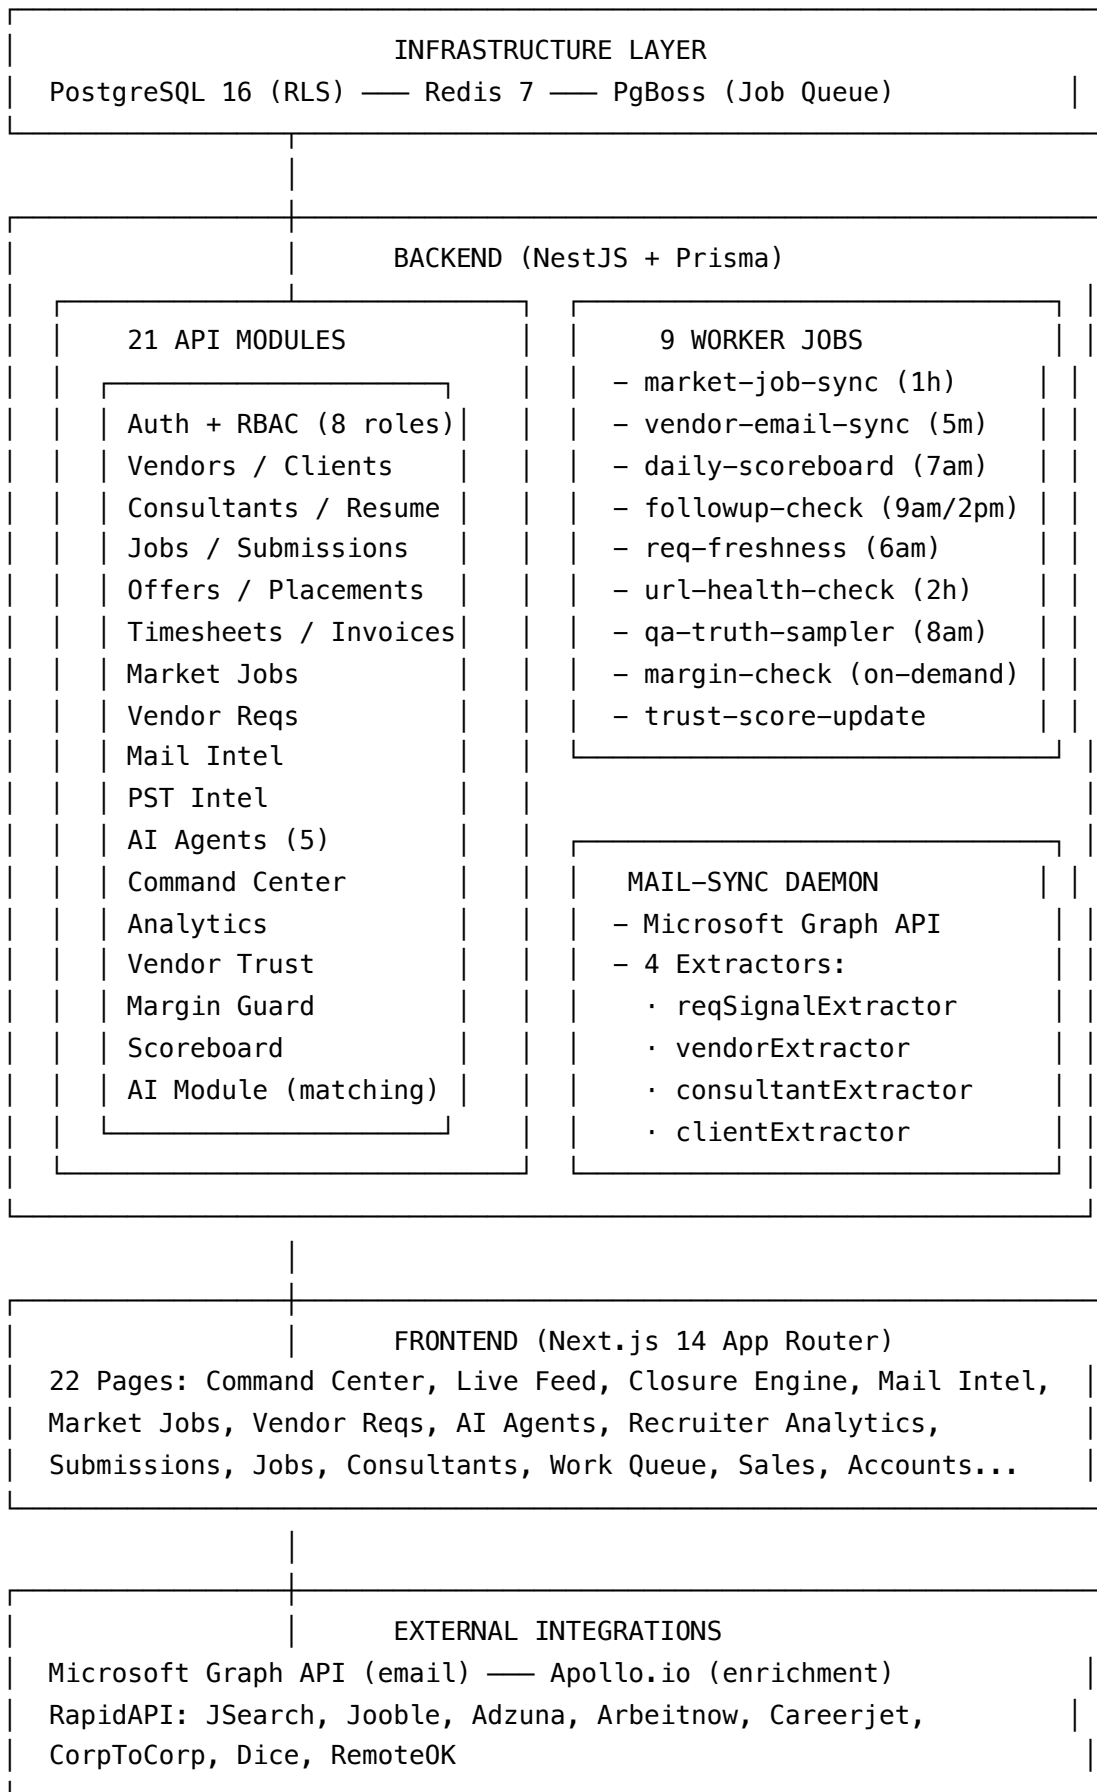 INFRASTRUCTURE LAYER
PostgreSQL 16 (RLS) ─── Redis 7 ─── PgBoss (Job Queue)
BACKEND (NestJS + Prisma)
21 API MODULES
Auth + RBAC (8 roles)
Vendors / Clients
Consultants / Resume
Jobs / Submissions
Offers / Placements
Timesheets / Invoices
Market Jobs
Vendor Reqs
Mail Intel
PST Intel
AI Agents (5)
Command Center
Analytics
Vendor Trust
Margin Guard
Scoreboard
AI Module (matching)
9 WORKER JOBS
- market-job-sync (1h)
- vendor-email-sync (5m)
- daily-scoreboard (7am)
- followup-check (9am/2pm)
- req-freshness (6am)
- url-health-check (2h)
- qa-truth-sampler (8am)
- margin-check (on-demand)
- trust-score-update
MAIL-SYNC DAEMON
- Microsoft Graph API
- 4 Extractors:
· reqSignalExtractor
· vendorExtractor
· consultantExtractor
· clientExtractor
FRONTEND (Next.js 14 App Router)
22 Pages: Command Center, Live Feed, Closure Engine, Mail Intel,
Market Jobs, Vendor Reqs, AI Agents, Recruiter Analytics,
Submissions, Jobs, Consultants, Work Queue, Sales, Accounts...
EXTERNAL INTEGRATIONS
Microsoft Graph API (email) ─── Apollo.io (enrichment)
RapidAPI: JSearch, Jooble, Adzuna, Arbeitnow, Careerjet,
CorpToCorp, Dice, RemoteOK